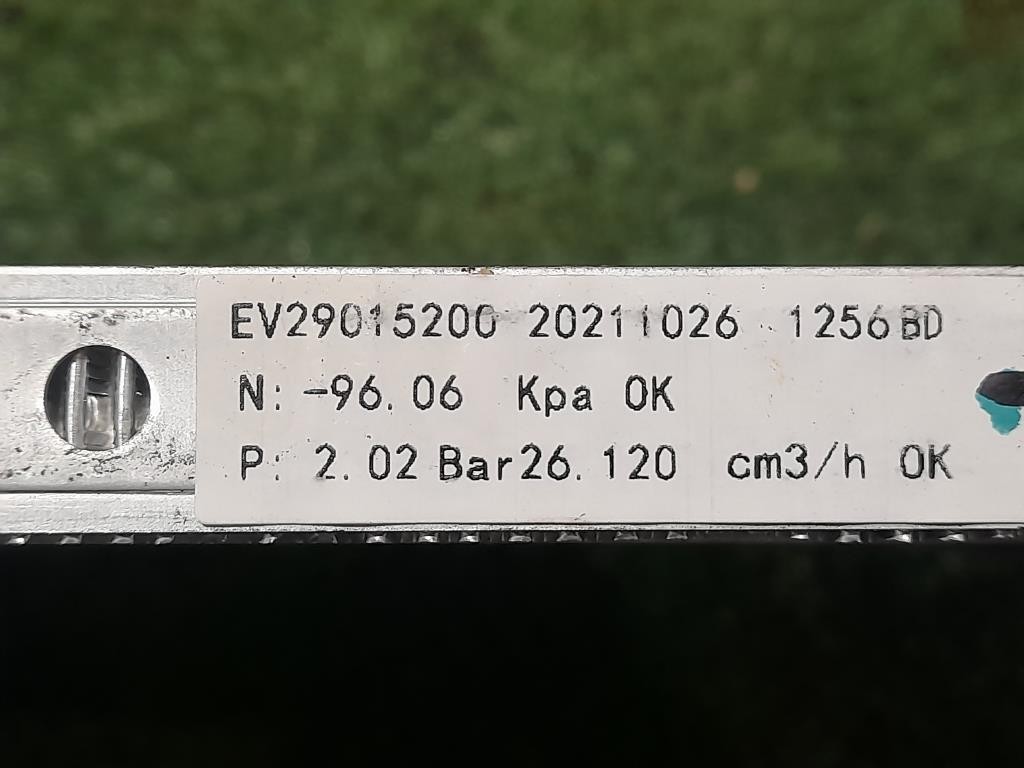 EV29015200 20211026 1256BD
N: -96.06 Kpa OK
P: 2.02 Bar26.120 cm3/h OK